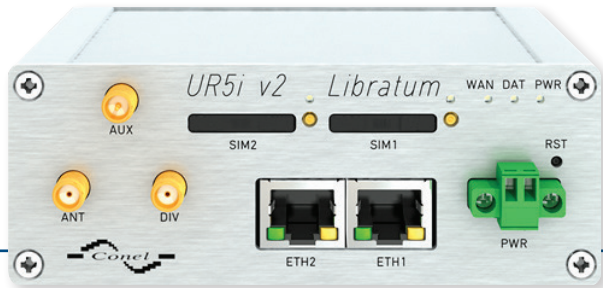 UR5i v2 Libratum WAN DAT PWR
AUX
SIM2 SIM1 RST
ANT DIV
PWR
Conel
ETH2 ETH1